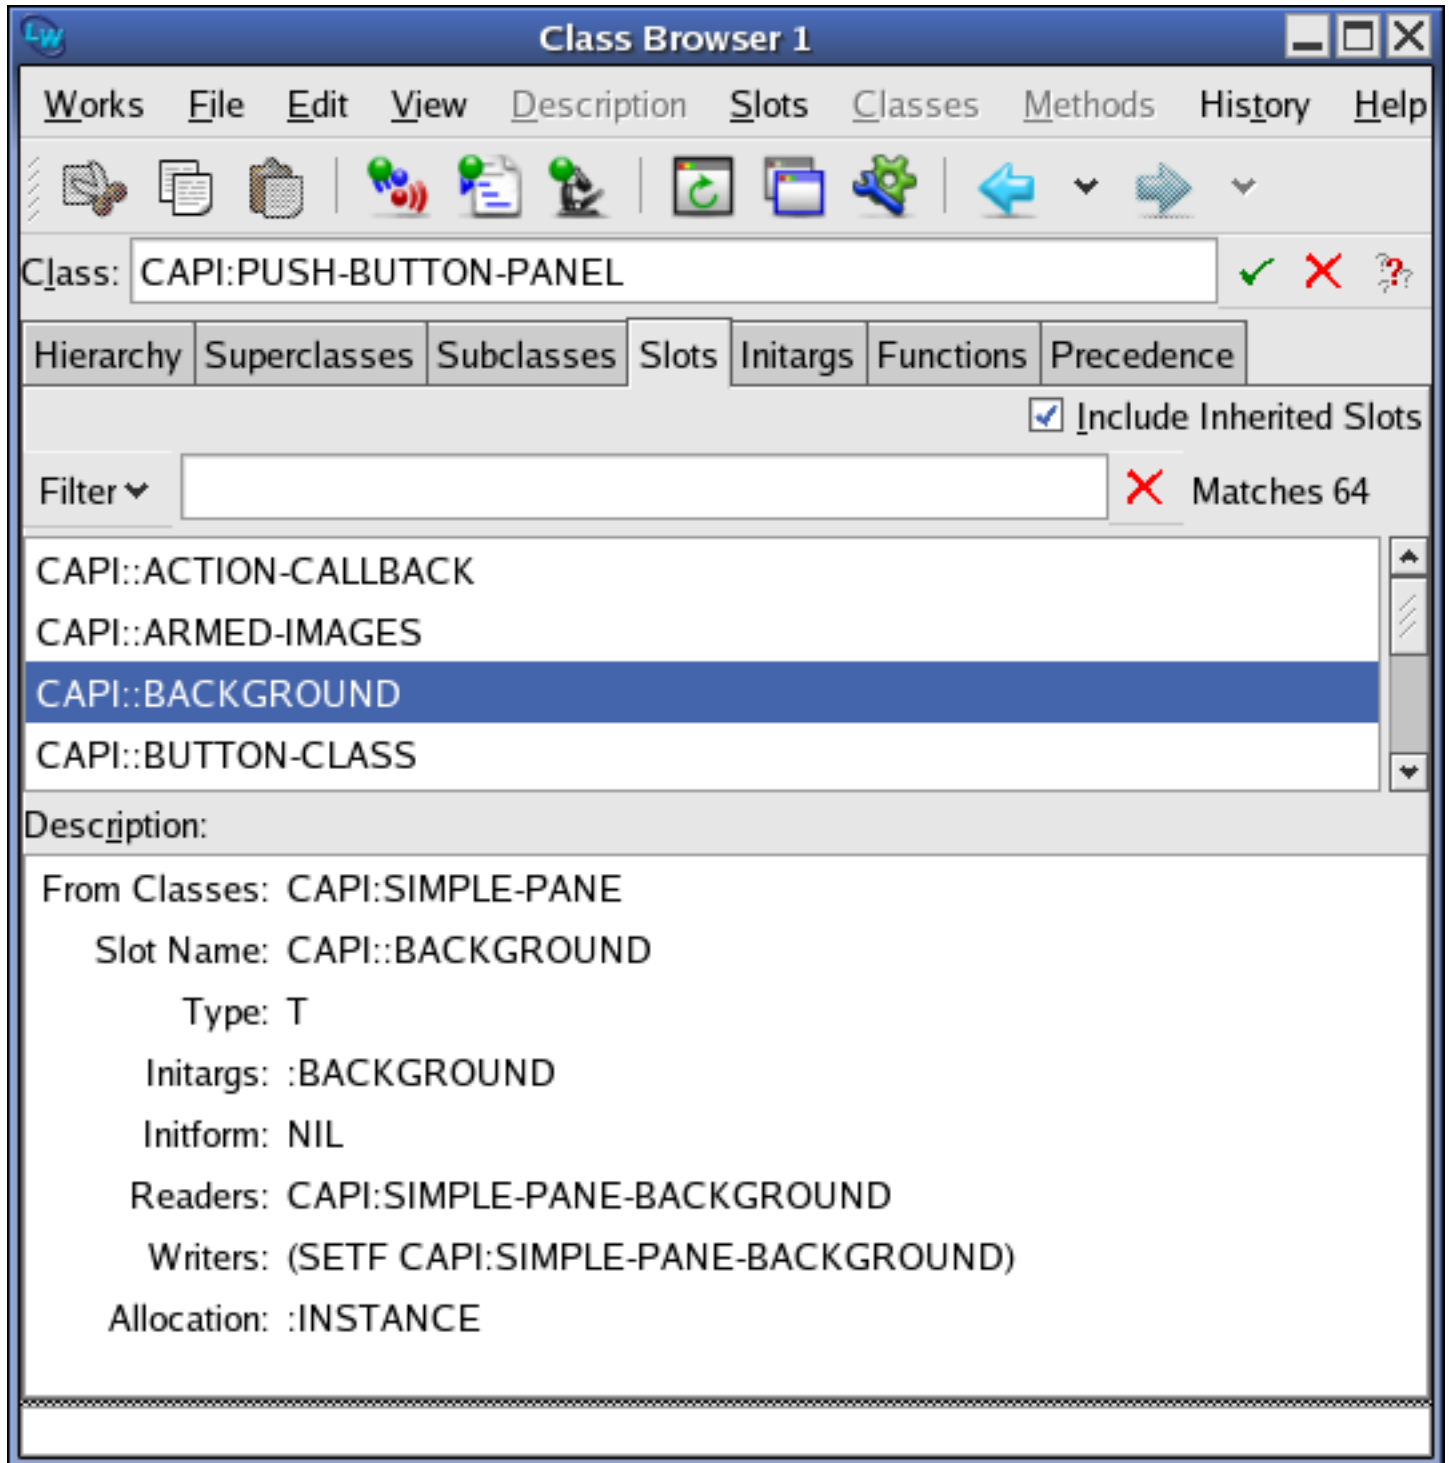 LW Class Browser 1
Works File Edit View Description Slots Classes Methods History Help
Class: CAPI:PUSH-BUTTON-PANEL
Hierarchy Superclasses Subclasses Slots Initargs Functions Precedence
Include Inherited Slots
Filter Matches 64
CAPI::ACTION-CALLBACK
CAPI::ARMED-IMAGES
CAPI::BACKGROUND
CAPI::BUTTON-CLASS
Description:
From Classes: CAPI:SIMPLE-PANE
Slot Name: CAPI::BACKGROUND
Type: T
Initargs: :BACKGROUND
Initform: NIL
Readers: CAPI:SIMPLE-PANE-BACKGROUND
Writers: (SETF CAPI:SIMPLE-PANE-BACKGROUND)
Allocation: :INSTANCE